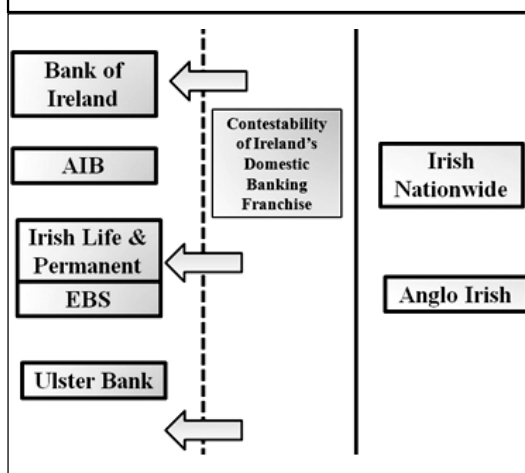 Bank of
Ireland
AIB
Irish Life &
Permanent
EBS
Ulster Bank
Contestability
of Ireland's
Domestic
Banking
Franchise
Irish
Nationwide
Anglo Irish